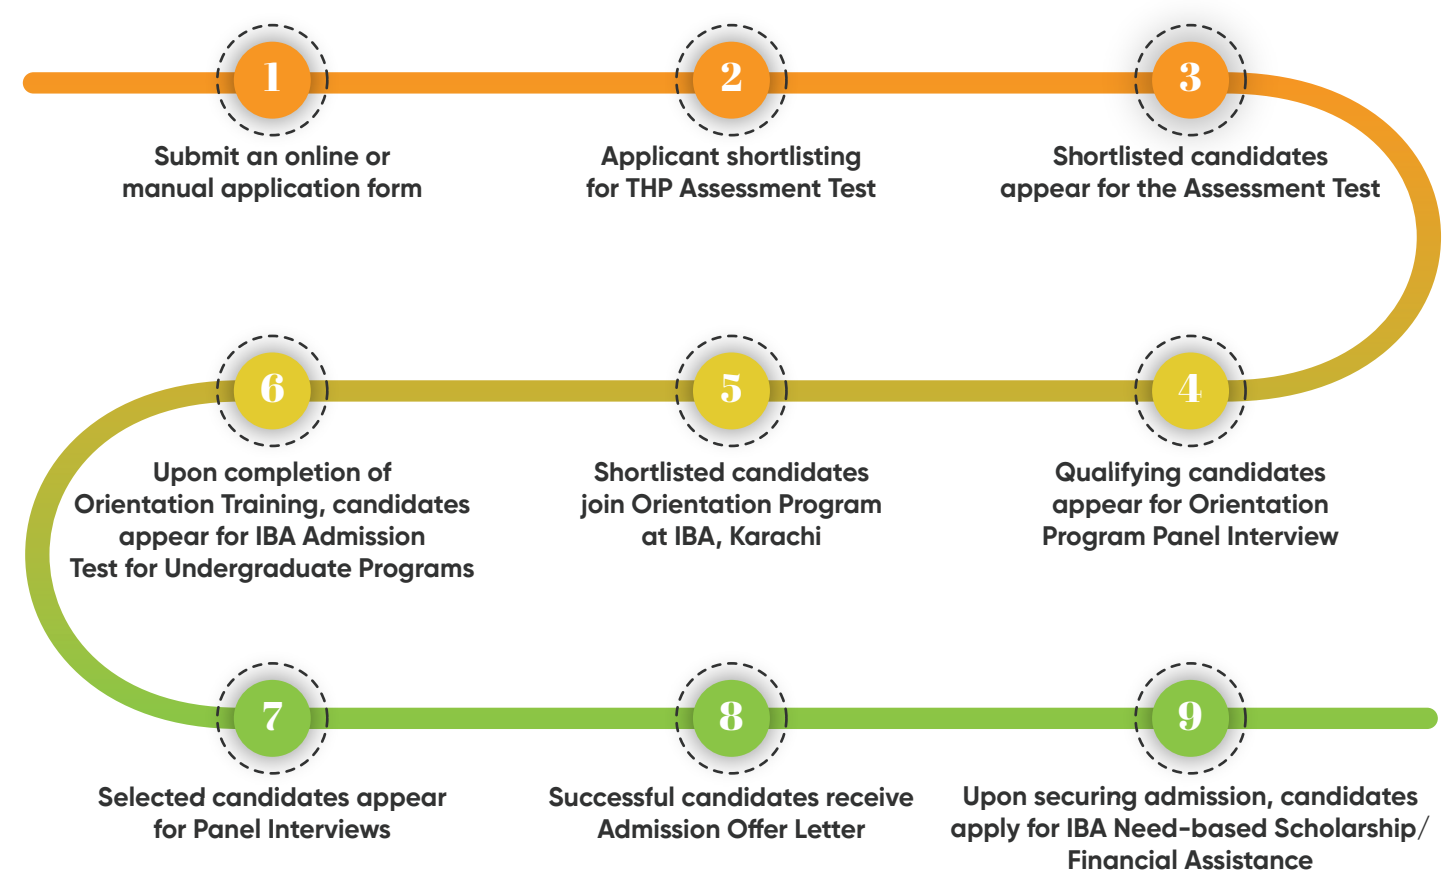 1
Submit an online or
manual application form
2
Applicant shortlisting
for THP Assessment Test
3
Shortlisted candidates
appear for the Assessment Test
4
Qualifying candidates
appear for Orientation
Program Panel Interview
5
Shortlisted candidates
join Orientation Program
at IBA, Karachi
6
Upon completion of
Orientation Training, candidates
appear for IBA Admission
Test for Undergraduate Programs
7
Selected candidates appear
for Panel Interviews
8
Successful candidates receive
Admission Offer Letter
9
Upon securing admission, candidates
apply for IBA Need-based Scholarship/
Financial Assistance